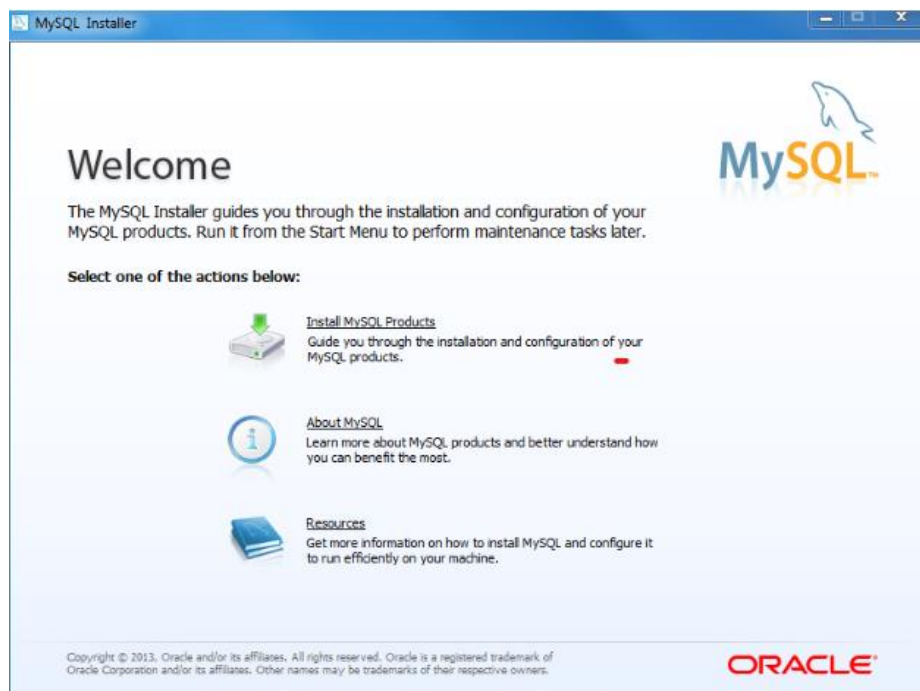 MySQL Installer
MySQL™
Welcome
The MySQL Installer guides you through the installation and configuration of your
MySQL products. Run it from the Start Menu to perform maintenance tasks later.
Select one of the actions below:
Install MySQL Products
Guide you through the installation and configuration of your
MySQL products.
About MySQL
Learn more about MySQL products and better understand how
you can benefit the most.
Resources
Get more information on how to install MySQL and configure it
to run efficiently on your machine.
Copyright © 2013, Oracle and/or its affiliates. All rights reserved. Oracle is a registered trademark of
Oracle Corporation and/or its affiliates. Other names may be trademarks of their respective owners.
ORACLE